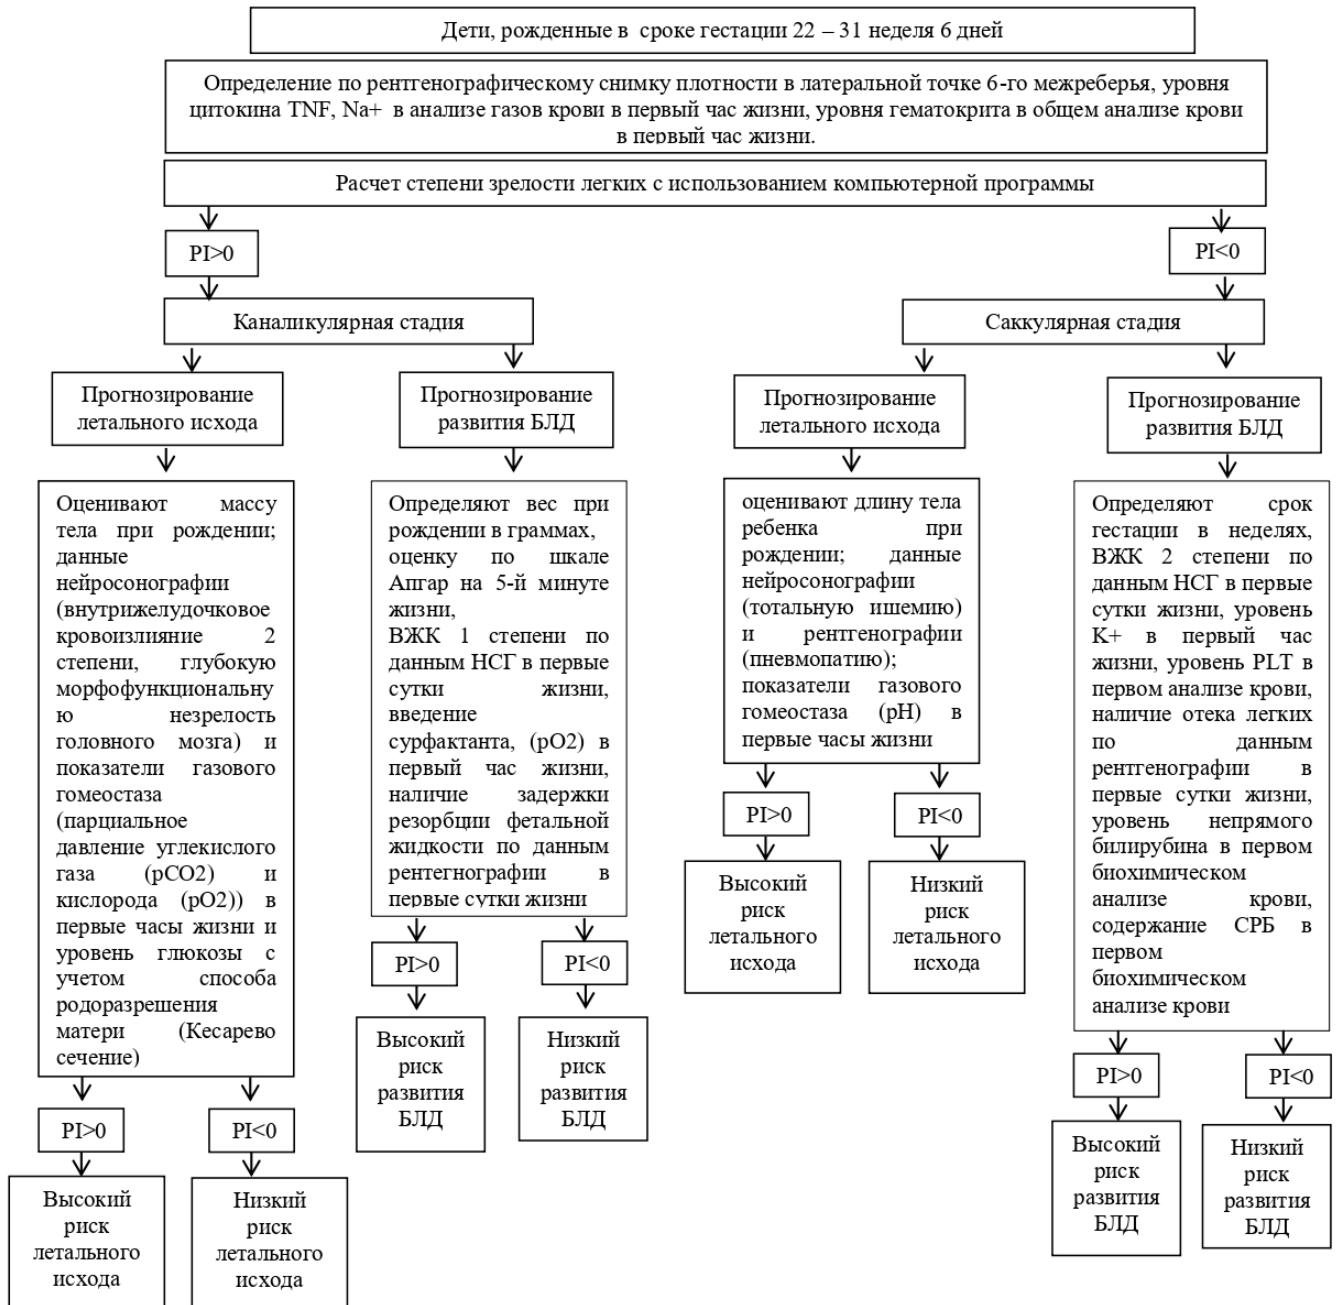 Дети, рожденные в сроке гестации 22 – 31 неделя 6 дней
Определение по рентгенографическому снимку плотности в латеральной точке 6-го межреберья, уровня
цитокина TNF, Na+ в анализе газов крови в первый час жизни, уровня гематокрита в общем анализе крови
в первый час жизни.
Расчет степени зрелости легких с использованием компьютерной программы
PI>0
PI<0
Каналикулярная стадия
Саккулярная стадия
Прогнозирование
летального исхода
Прогнозирование
развития БЛД
Прогнозирование
летального исхода
Прогнозирование
развития БЛД
Оценивают массу
тела при рождении;
данные
нейросонографии
(внутрижелудочковое
кровоизлияние 2
степени, глубокую
морфофункциональну
ю незрелость
головного мозга) и
показатели газового
гомеостаза
(парциальное
давление углекислого
газа (pCO2) и
кислорода (pO2)) в
первые часы жизни и
уровень глюкозы с
учетом способа
родоразрешения
матери (Кесарево
сечение)
PI>0
PI<0
Высокий
риск
летального
исхода
Низкий
риск
летального
исхода
Определяют вес при
рождении в граммах,
оценку по шкале
Апгар на 5-й минуте
жизни,
ВЖК 1 степени по
данным НСГ в первые
сутки жизни,
введение
сурфактанта, (pO2) в
первый час жизни,
наличие задержки
резорбции фетальной
жидкости по данным
рентегнографии в
первые сутки жизни
PI>0
PI<0
Высокий
риск
развития
БЛД
Низкий
риск
развития
БЛД
оценивают длину тела
ребенка при
рождении; данные
нейросонографии
(тотальную ишемию)
и рентгенографии
(пневмопатию);
показатели газового
гомеостаза (pH) в
первые часы жизни
PI>0
PI<0
Высокий
риск
летального
исхода
Низкий
риск
летального
исхода
Определяют срок
гестации в неделях,
ВЖК 2 степени по
данным НСГ в первые
сутки жизни, уровень
K+ в первый час
жизни, уровень PLT в
первом анализе крови,
наличие отека легких
по данным
рентгенографии в
первые сутки жизни,
уровень непрямого
билирубина в первом
биохимическом
анализе крови,
содержание СРБ в
первом
биохимическом
анализе крови
PI>0
PI<0
Высокий
риск
развития
БЛД
Низкий
риск
развития
БЛД